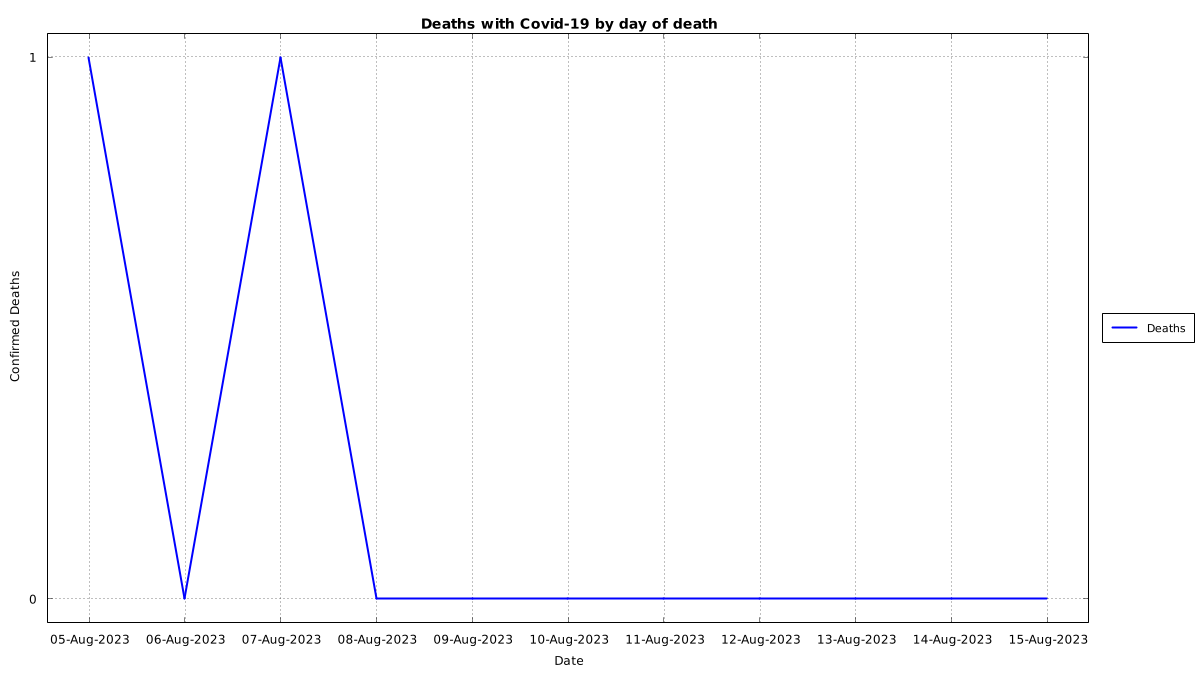 Deaths with Covid-19 by day of death
1
0
Confirmed Deaths
05-Aug-2023 06-Aug-2023 07-Aug-2023 08-Aug-2023 09-Aug-2023 10-Aug-2023 11-Aug-2023 12-Aug-2023 13-Aug-2023 14-Aug-2023 15-Aug-2023
Date
Deaths